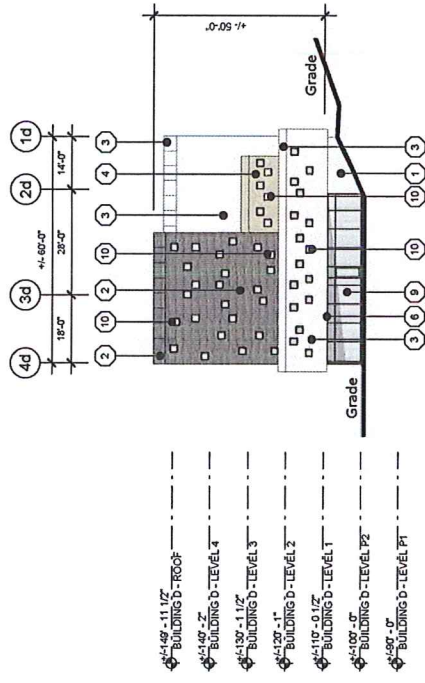 1d
2d
3d
4d
+/- 60'-0"
14'-0"
28'-0"
18'-0"
3
4
3
10
2
10
2
+/- 50'-0"
Grade
3
1
10
10
9
6
3
Grade
+/-149' - 11 1/2"
BUILDING D - ROOF
+/-140' - 2"
BUILDING D - LEVEL 4
+/-130' - 1 1/2"
BUILDING D - LEVEL 3
+/-120' - 1"
BUILDING D - LEVEL 2
+/-110' - 0 1/2"
BUILDING D - LEVEL 1
+/-100' - 0"
BUILDING D - LEVEL P2
+/-90' - 0"
BUILDING D - LEVEL P1